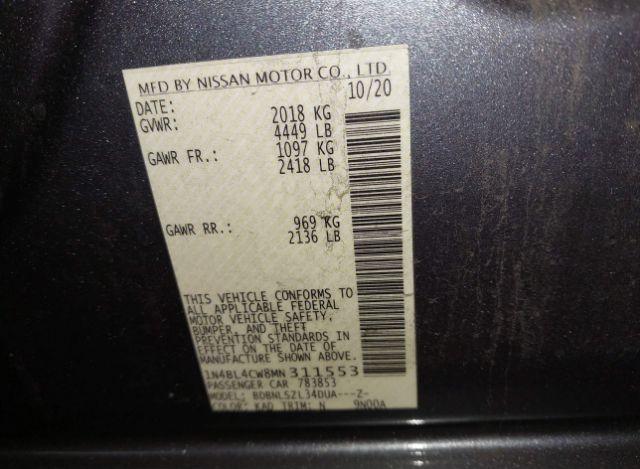 MFD BY NISSAN MOTOR CO., LTD
DATE: 10/20
GVWR: 2018 KG
4449 LB
GAWR FR.: 1097 KG
2418 LB
GAWR RR.: 969 KG
2136 LB
THIS VEHICLE CONFORMS TO
ALL APPLICABLE FEDERAL
MOTOR VEHICLE SAFETY,
BUMPER, AND THEFT
PREVENTION STANDARDS IN
EFFECT ON THE DATE OF
MANUFACTURE SHOWN ABOVE.
1N4BL4CW8MN311553
PASSENGER CAR 783853
MODEL: BDBNLSZL34DUA---Z-
COLOR: KAD TRIM: N 9N00A